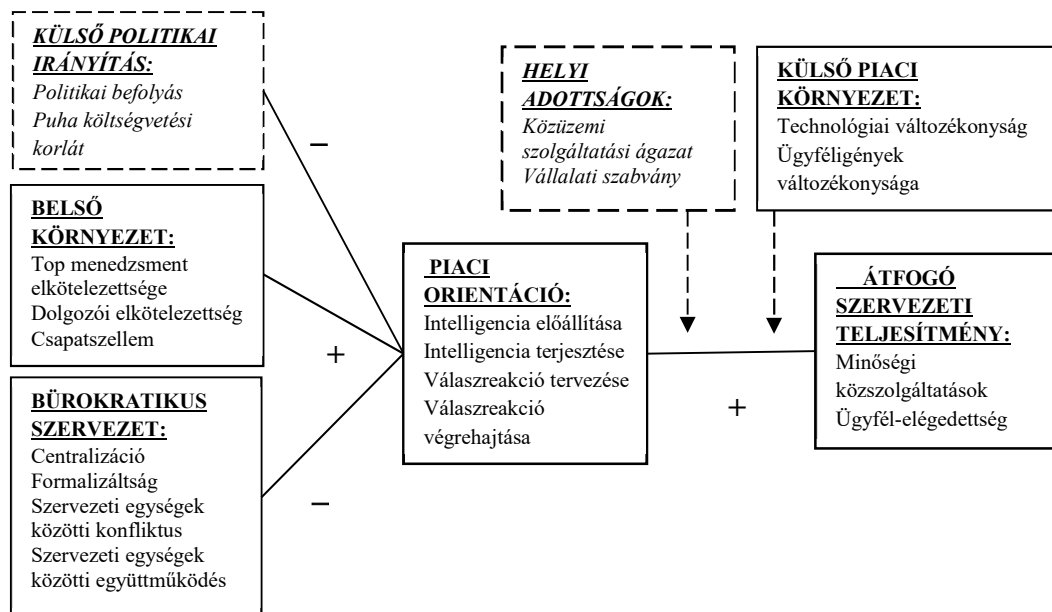 KÜLSŐ POLITIKAI
IRÁNYÍTÁS:
Politikai befolyás
Puha költségvetési
korlát
–
BELSŐ
KÖRNYEZET:
Top menedzsment
elkötelezettsége
Dolgozói elkötelezettség
Csapatszellem
+
BÜROKRATIKUS
SZERVEZET:
Centralizáció
Formalizáltság
Szervezeti egységek
közötti konfliktus
Szervezeti egységek
közötti együttműködés
–
PIACI
ORIENTÁCIÓ:
Intelligencia előállítása
Intelligencia terjesztése
Válaszreakció tervezése
Válaszreakció
végrehajtása
HELYI
ADOTTSÁGOK:
Közüzemi
szolgáltatási ágazat
Vállalati szabvány
KÜLSŐ PIACI
KÖRNYEZET:
Technológiai változékonyság
Ügyféligények
változékonysága
+
ÁTFOGÓ
SZERVEZETI
TELJESÍTMÉNY:
Minőségi
közszolgáltatások
Ügyfél-elégedettség